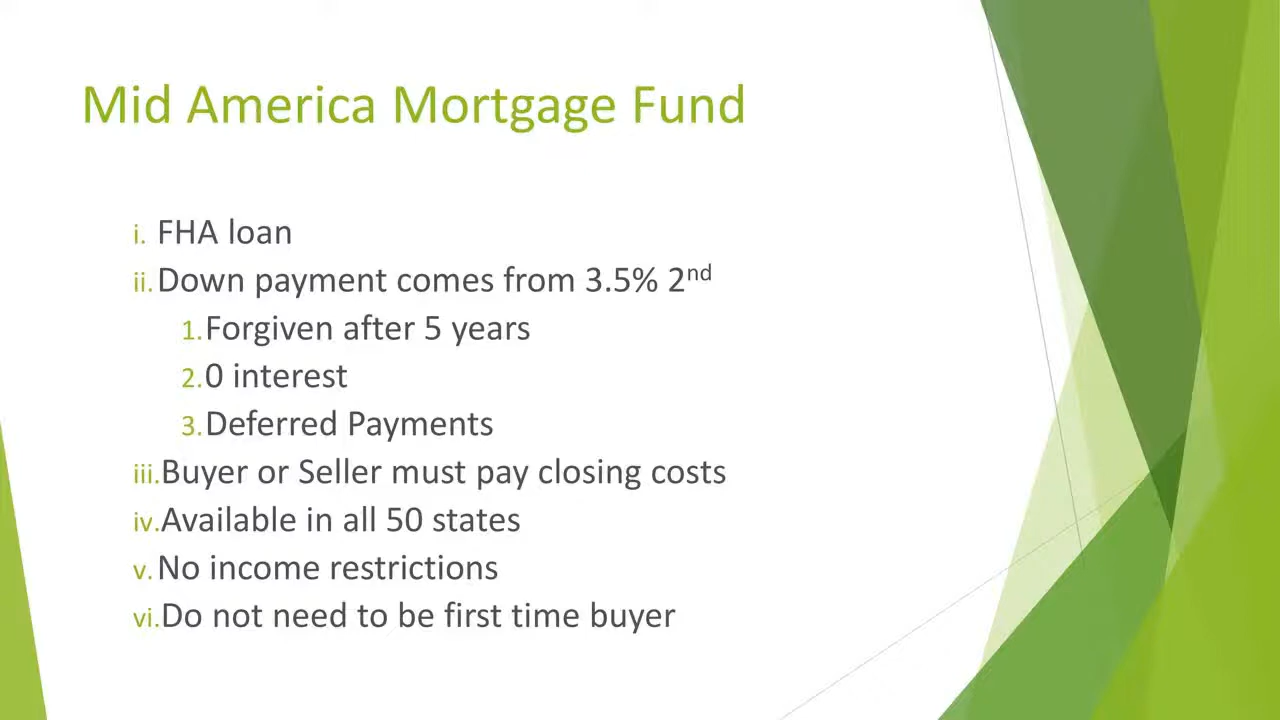 Mid America Mortgage Fund
i. FHA loan
ii. Down payment comes from 3.5% 2nd
1. Forgiven after 5 years
2. 0 interest
3. Deferred Payments
iii. Buyer or Seller must pay closing costs
iv. Available in all 50 states
v. No income restrictions
vi. Do not need to be first time buyer